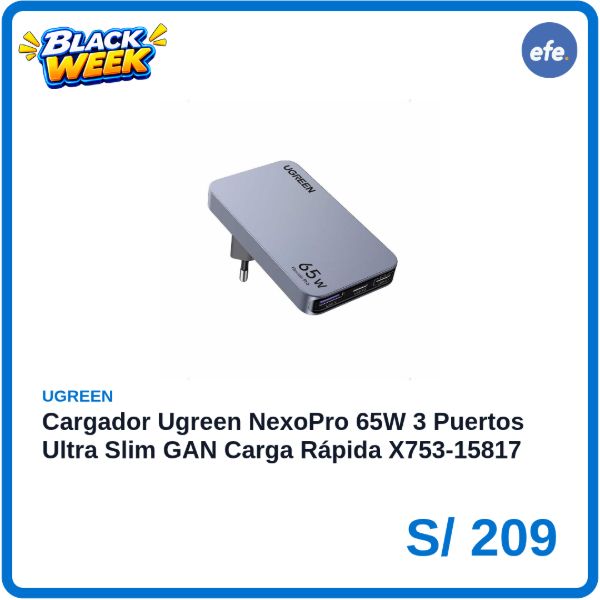 BLACK
WEEK
efe.
UGREEN
65W
UGREEN
Cargador Ugreen NexoPro 65W 3 Puertos
Ultra Slim GAN Carga Rápida X753-15817
S/ 209